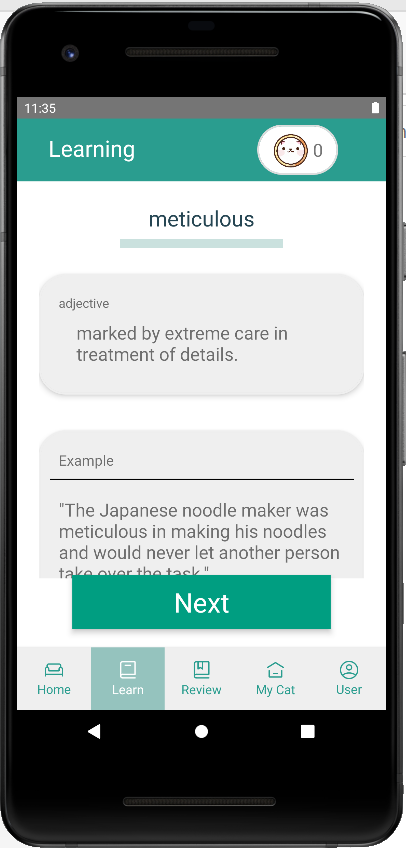 11:35
Learning
0
meticulous
adjective
marked by extreme care in
treatment of details.
Example
"The Japanese noodle maker was
meticulous in making his noodles
and would never let another person
take over the task."
Next
Home
Learn
Review
My Cat
User